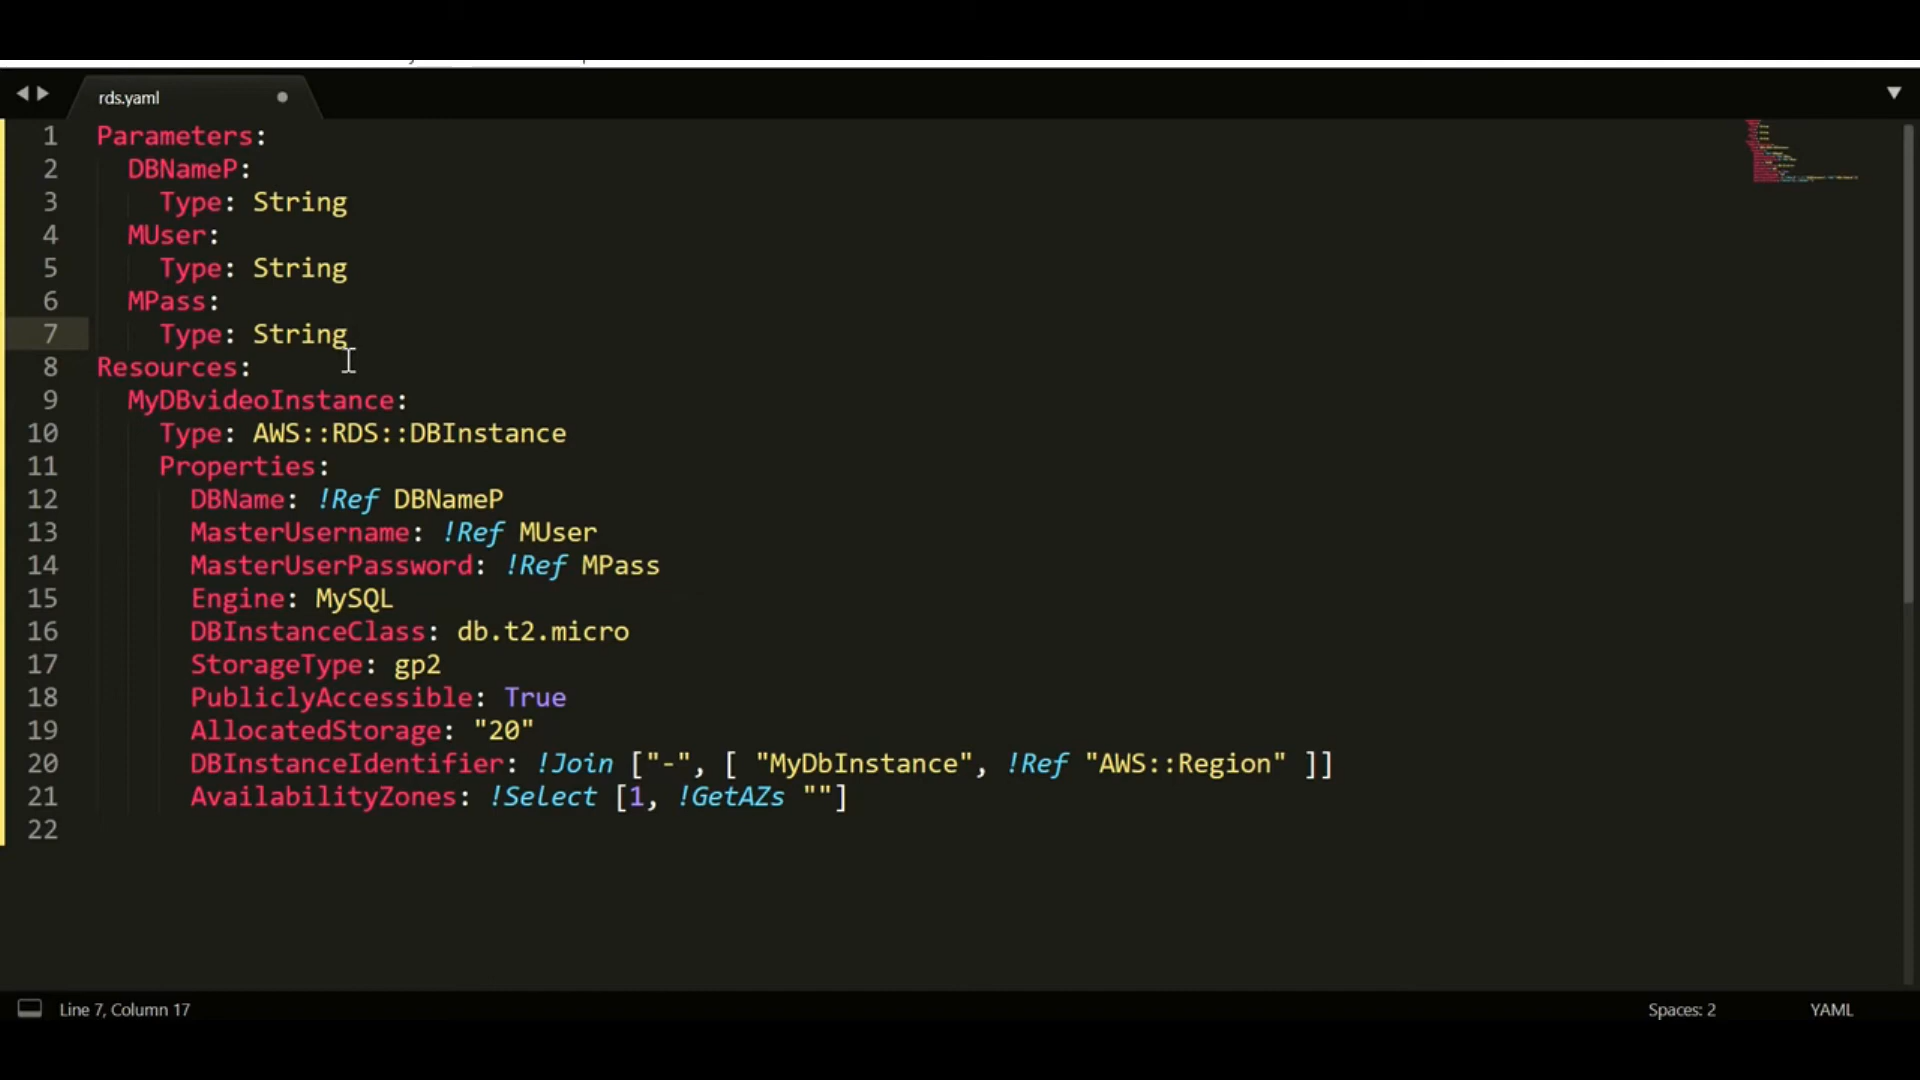 rds.yaml
1 Parameters:
2   DBNameP:
3     Type: String
4   MUser:
5     Type: String
6   MPass:
7     Type: String
8 Resources:
9   MyDBvideoInstance:
10     Type: AWS::RDS::DBInstance
11     Properties:
12       DBName: !Ref DBNameP
13       MasterUsername: !Ref MUser
14       MasterUserPassword: !Ref MPass
15       Engine: MySQL
16       DBInstanceClass: db.t2.micro
17       StorageType: gp2
18       PubliclyAccessible: True
19       AllocatedStorage: "20"
20       DBInstanceIdentifier: !Join ["-", [ "MyDbInstance", !Ref "AWS::Region" ]]
21       AvailabilityZones: !Select [1, !GetAZs ""]
22
Line 7, Column 17
Spaces: 2
YAML